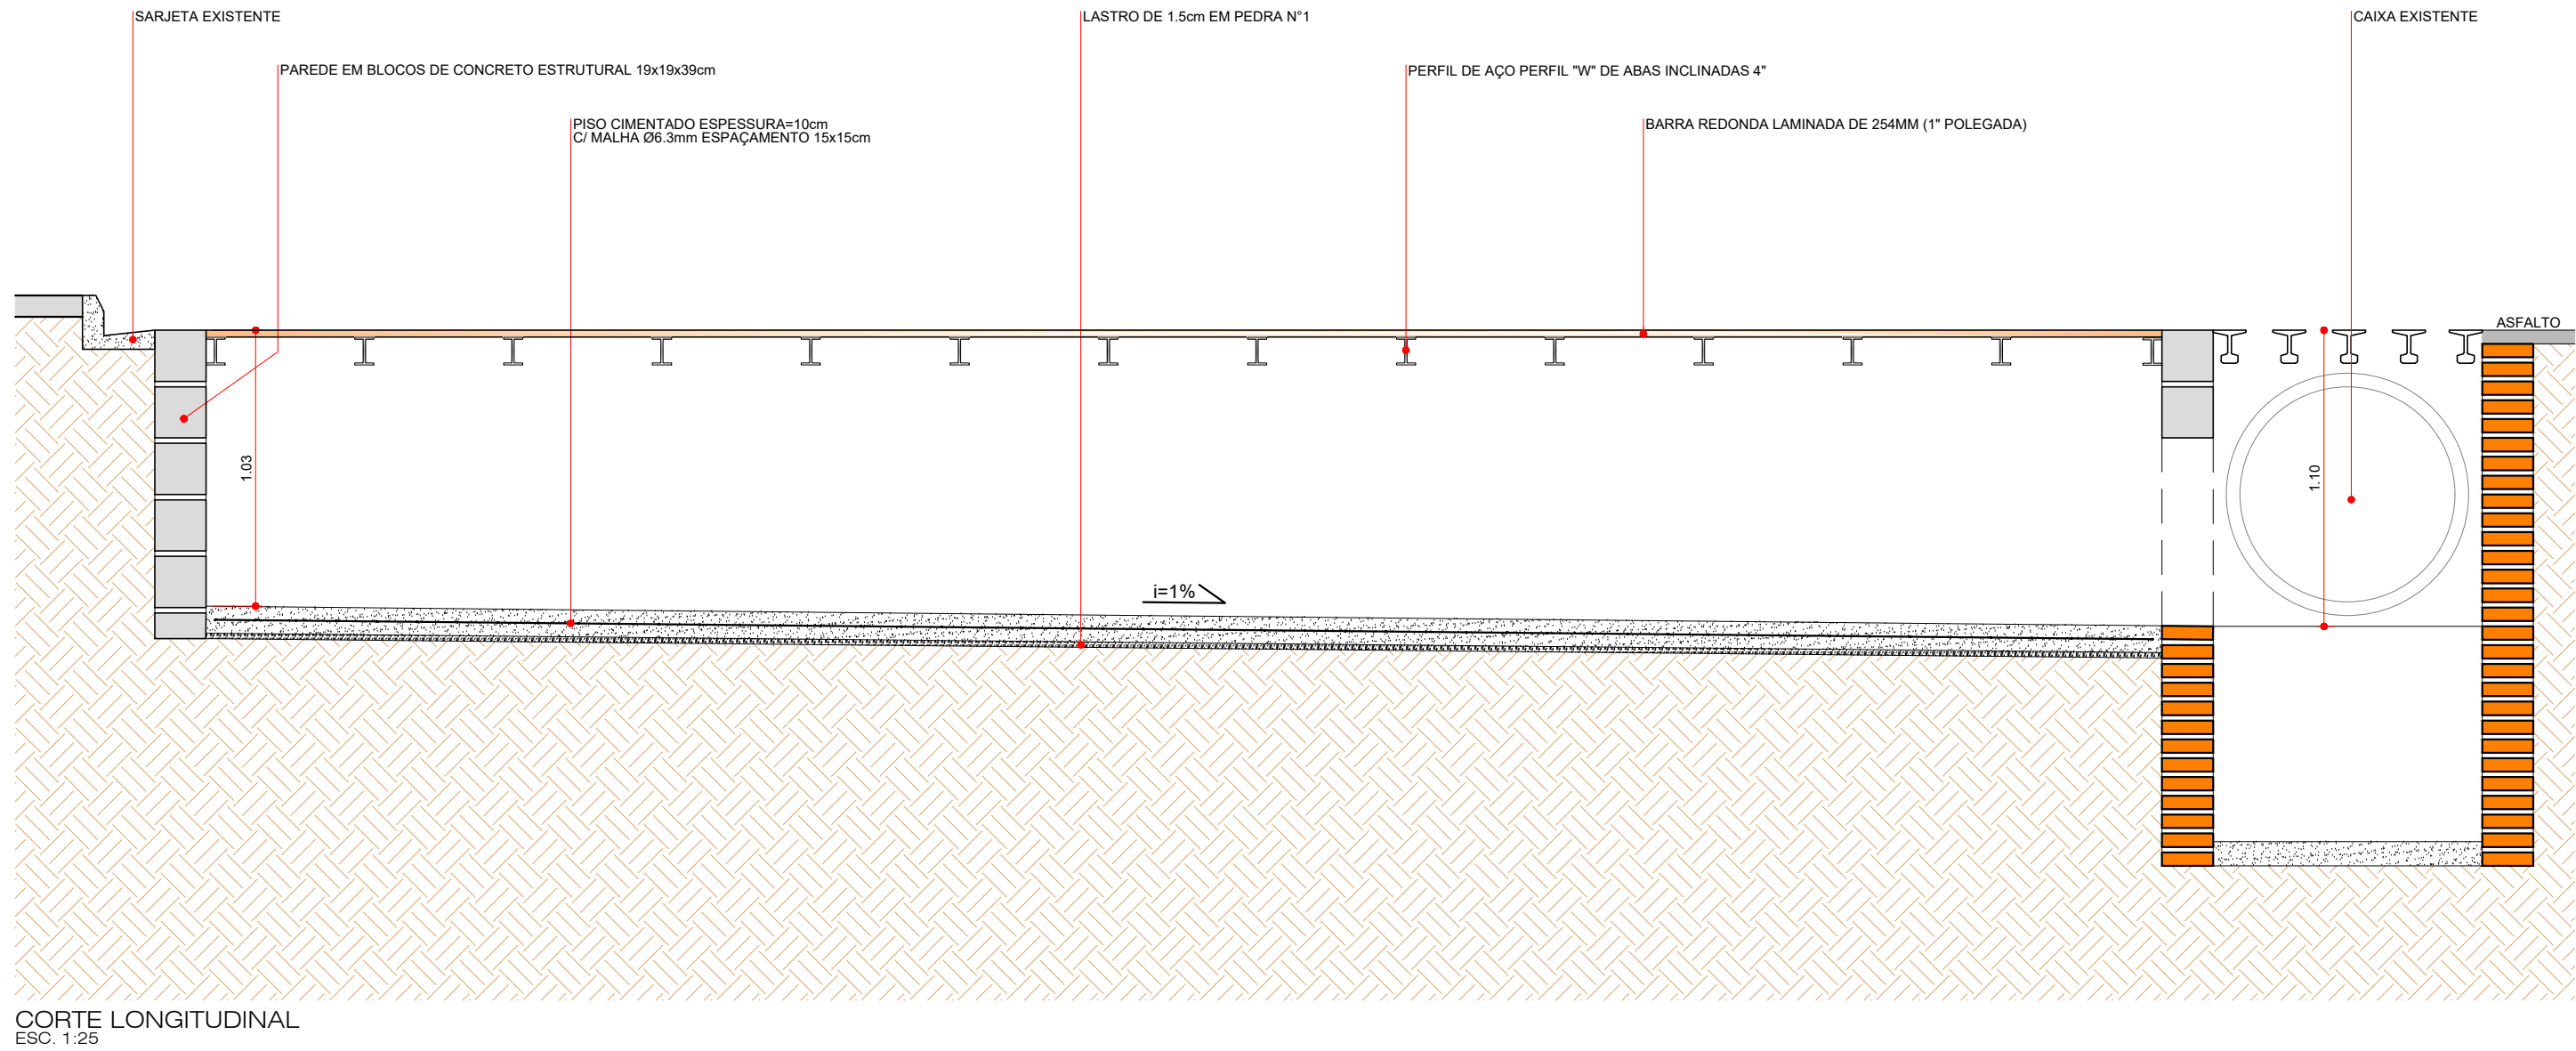 SARJETA EXISTENTE
LASTRO DE 1.5cm EM PEDRA N°1
CAIXA EXISTENTE
PAREDE EM BLOCOS DE CONCRETO ESTRUTURAL 19x19x39cm
PERFIL DE AÇO PERFIL "W" DE ABAS INCLINADAS 4"
PISO CIMENTADO ESPESSURA=10cm
C/ MALHA Ø6.3mm ESPAÇAMENTO 15x15cm
BARRA REDONDA LAMINADA DE 254MM (1" POLEGADA)
ASFALTO
1.03
1.10
i=1%
CORTE LONGITUDINAL
ESC. 1:25